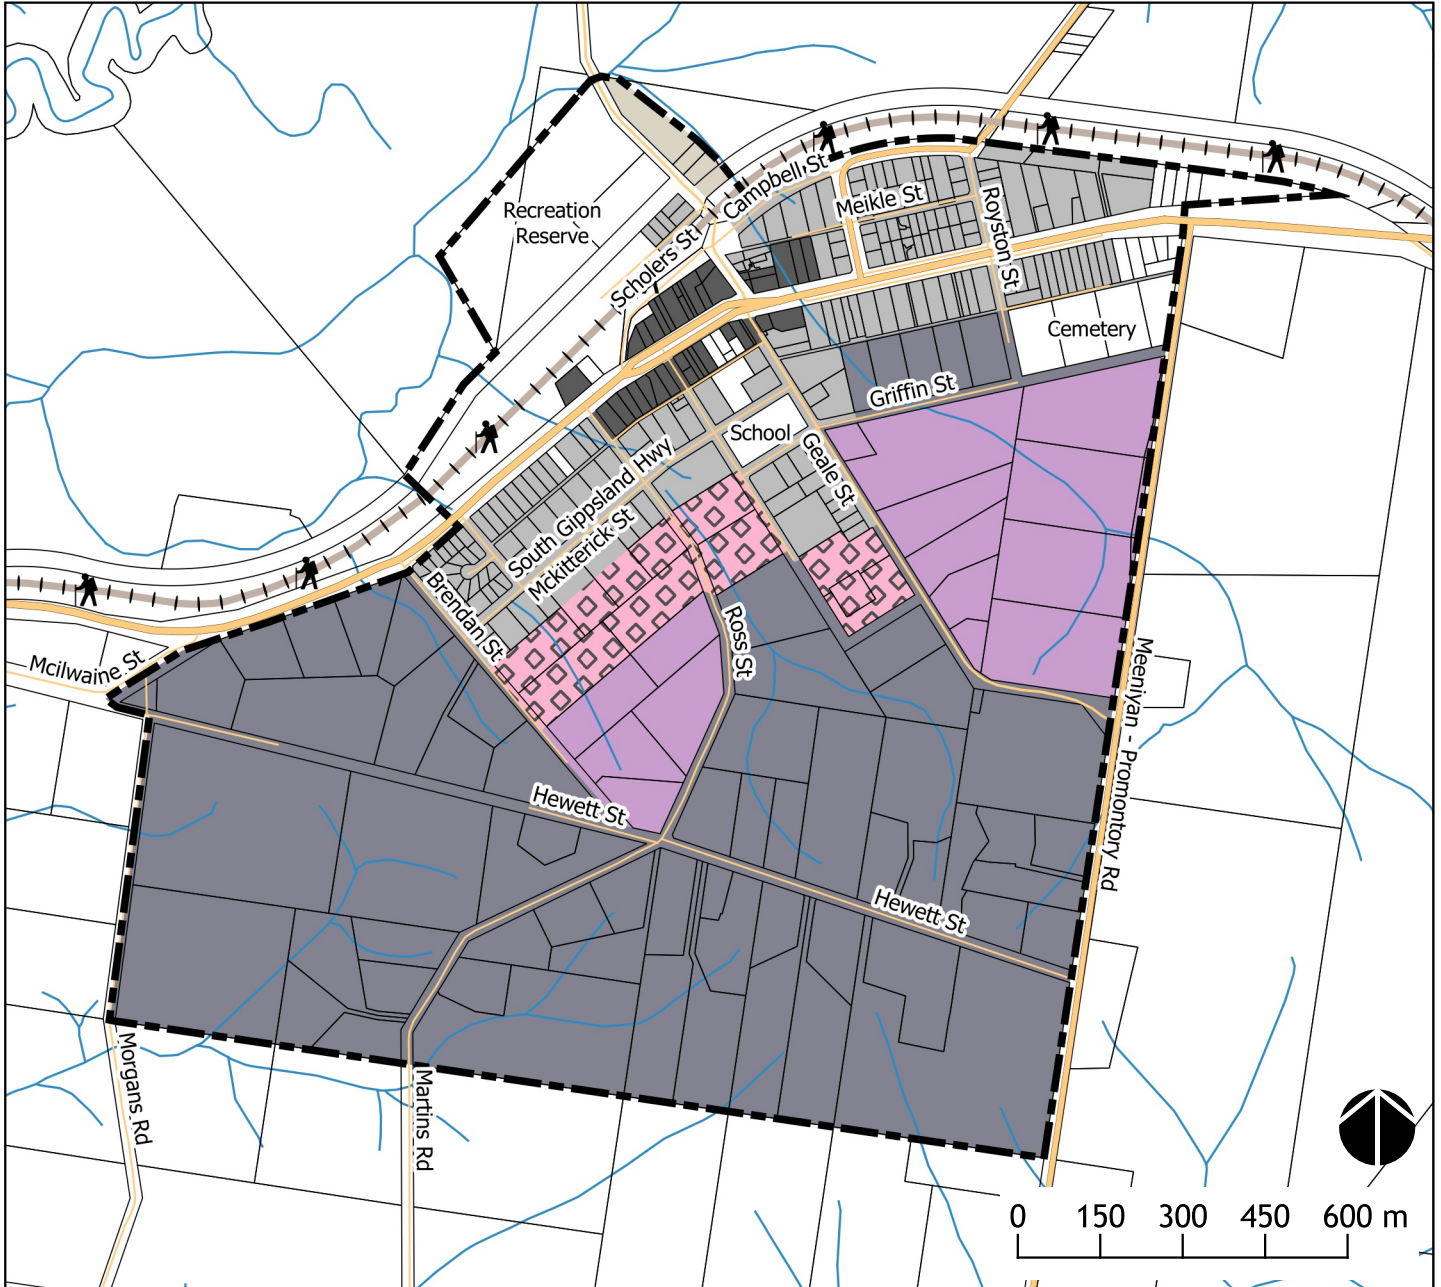 Campbell St
Meikle St
Recreation
Reserve
Royston St
Scholers St
Cemetery
Griffin St
School
Geale St
South Gippsland Hwy
Mckitterick St
Brendan St
Ross St
Mcilwaine St
Meeniyan - Promontory Rd
Hewett St
Hewett St
Morgans Rd
Martins Rd
0 150 300 450 600 m